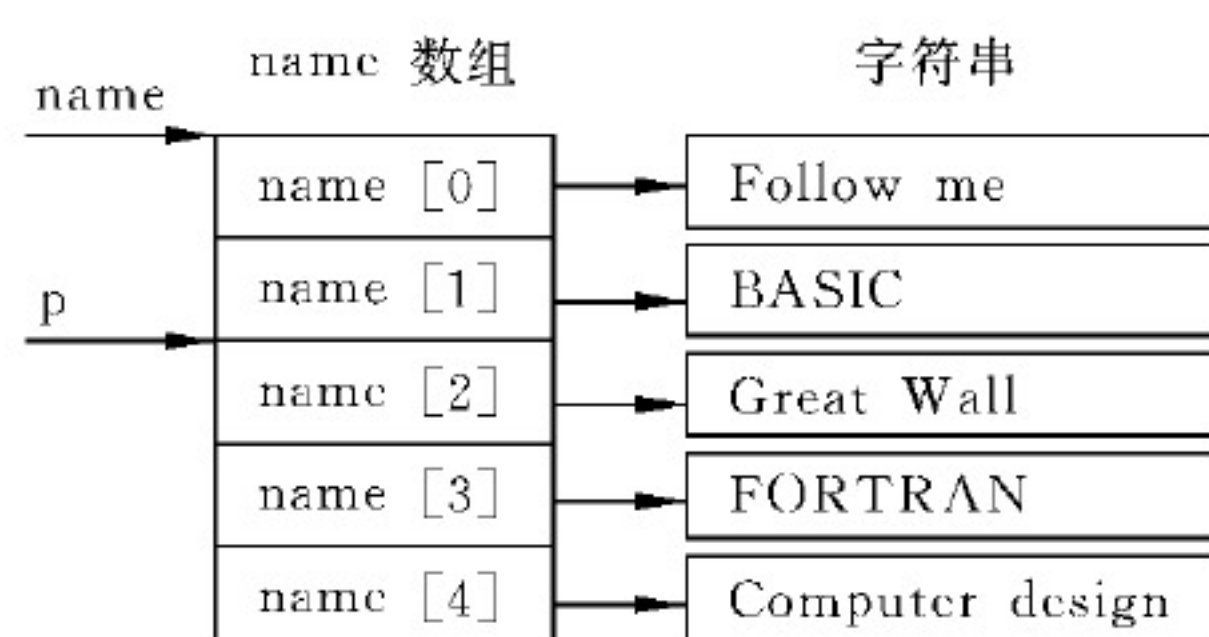 name 数组 字符串
name
name [0] Follow me
name [1] BASIC
p
name [2] Great Wall
name [3] FORTRAN
name [4] Computer design